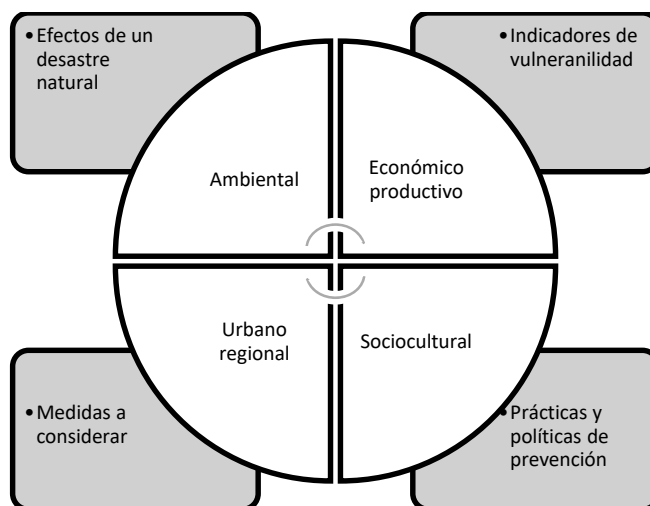 •Efectos de un
desastre
natural
•Indicadores de
vulneranilidad
Ambiental
Económico
productivo
Urbano
regional
Sociocultural
•Medidas a
considerar
•Prácticas y
políticas de
prevención